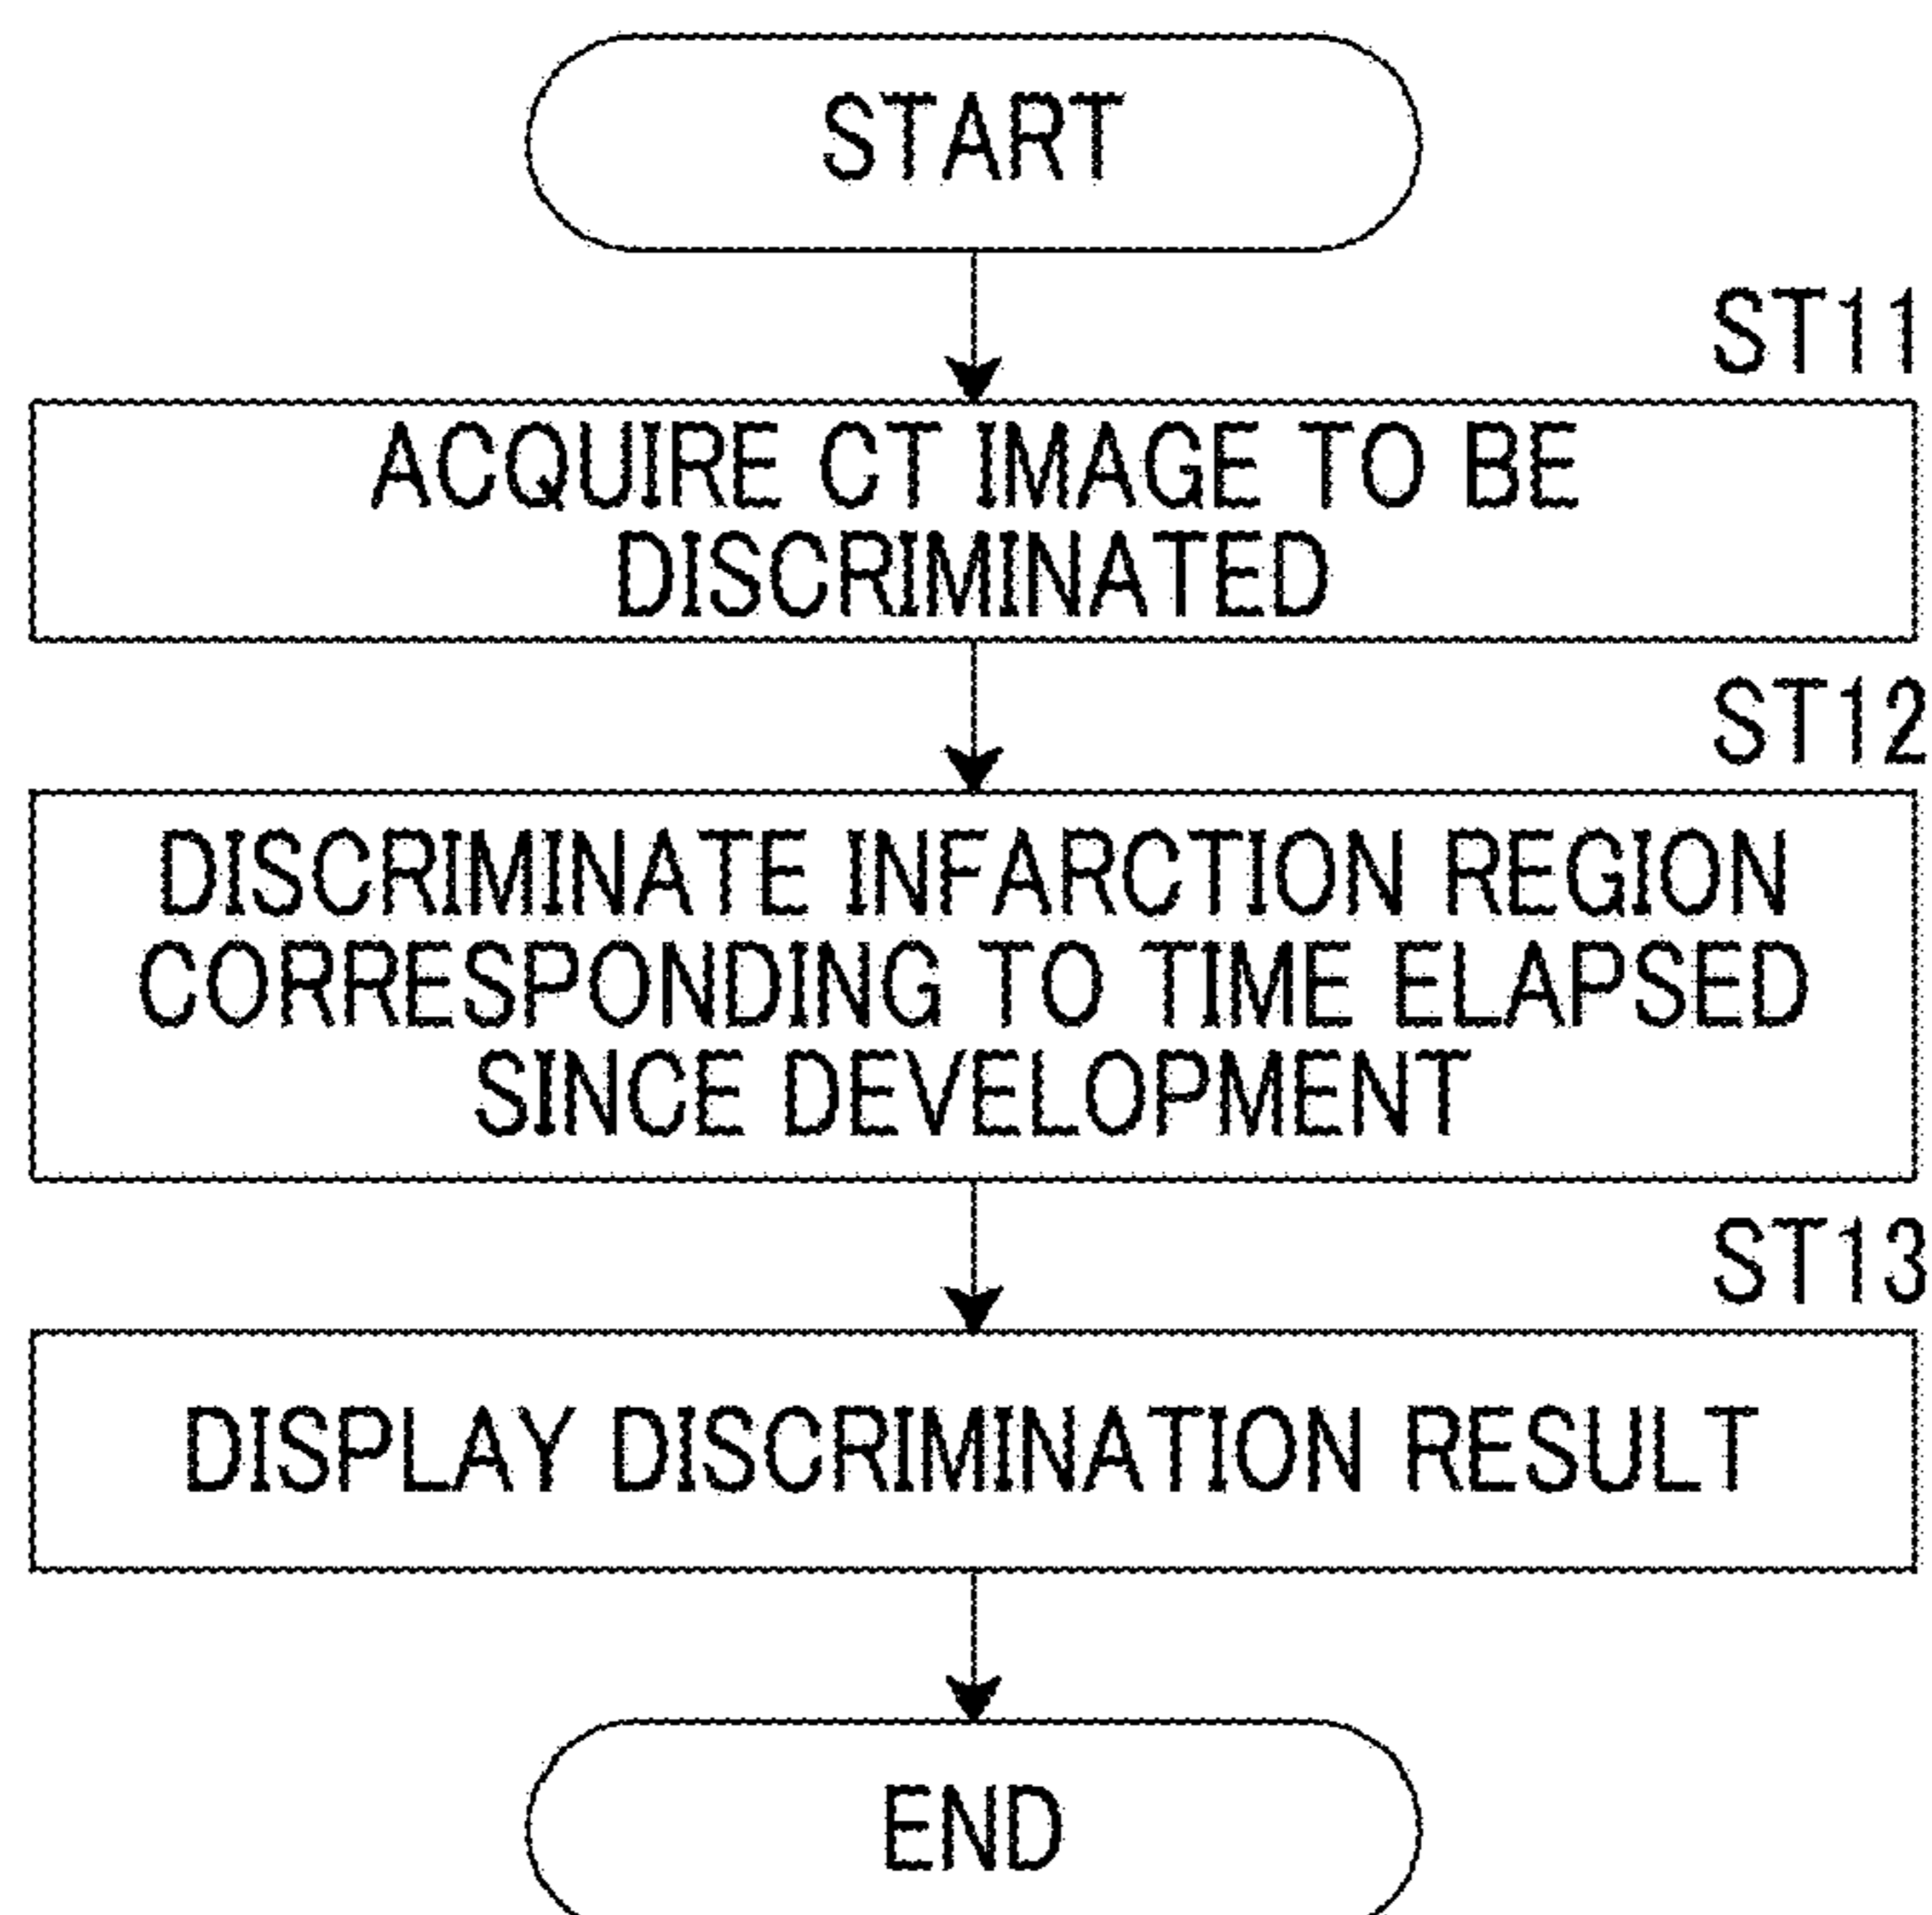 START
ST11
ACQUIRE CT IMAGE TO BE
DISCRIMINATED
ST12
DISCRIMINATE INFARCTION REGION
CORRESPONDING TO TIME ELAPSED
SINCE DEVELOPMENT
ST13
DISPLAY DISCRIMINATION RESULT
END